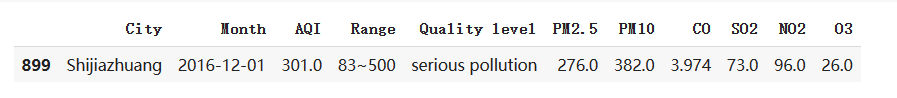 City Month AQI Range Quality level PM2.5 PM10 CO SO2 NO2 O3
899 Shijiazhuang 2016-12-01 301.0 83~500 serious pollution 276.0 382.0 3.974 73.0 96.0 26.0